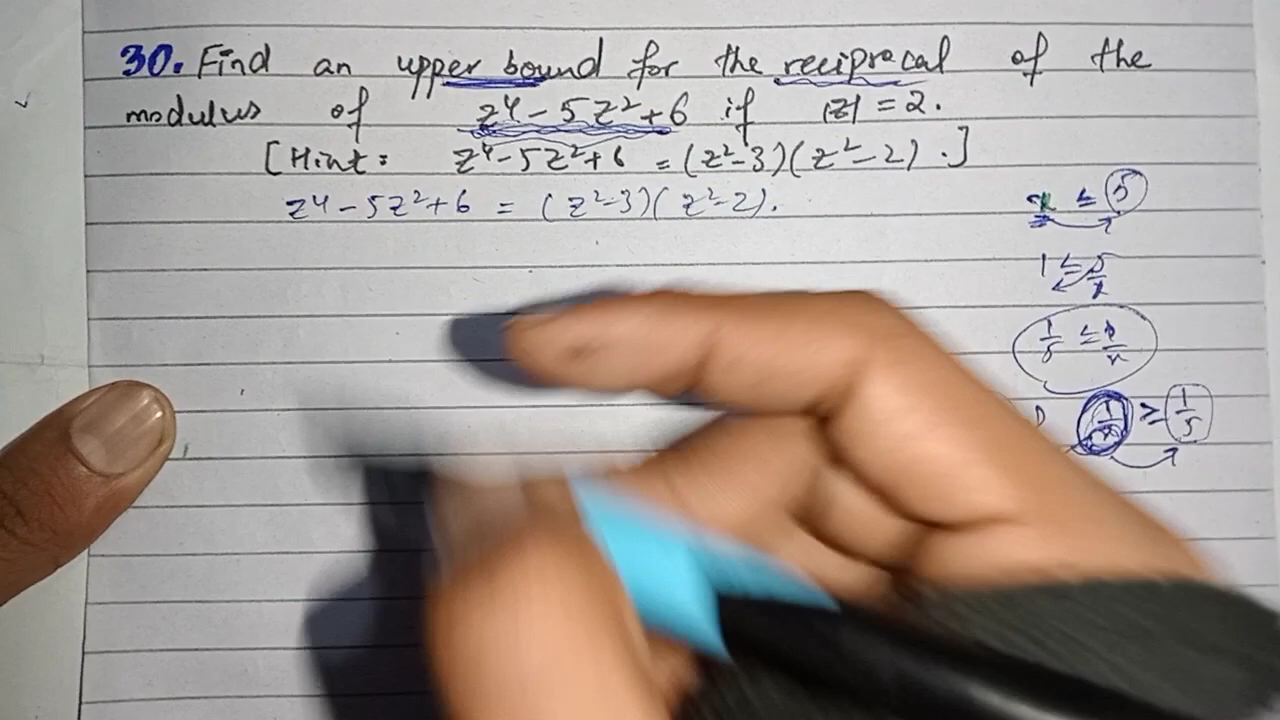 30. Find an upper bound for the reciprocal of the
modulus of z⁴ - 5z² + 6 if |z| = 2.
[Hint: z⁴ - 5z² + 6 = (z² - 3)(z² - 2).]
z⁴ - 5z² + 6 = (z² - 3)(z² - 2).
x ≤ 5
1 ≤ 5/x
1/5 ≤ 1/x
1/x ≥ 1/5